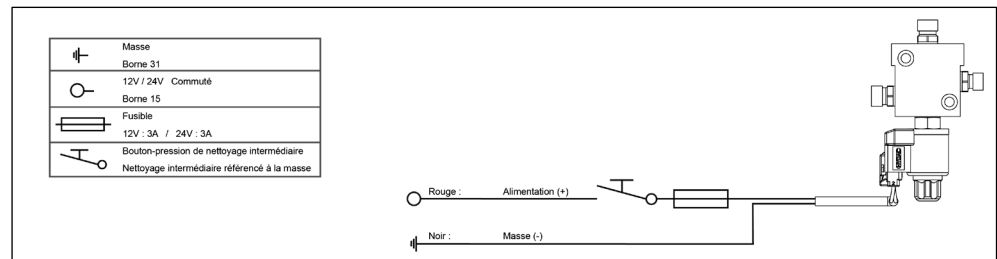 Masse
Borne 31
12V / 24V Commuté
Borne 15
Fusible
12V : 3A / 24V : 3A
Bouton-pression de nettoyage intermédiaire
Nettoyage intermédiaire référencé à la masse
Rouge : Alimentation (+)
Noir : Masse (-)